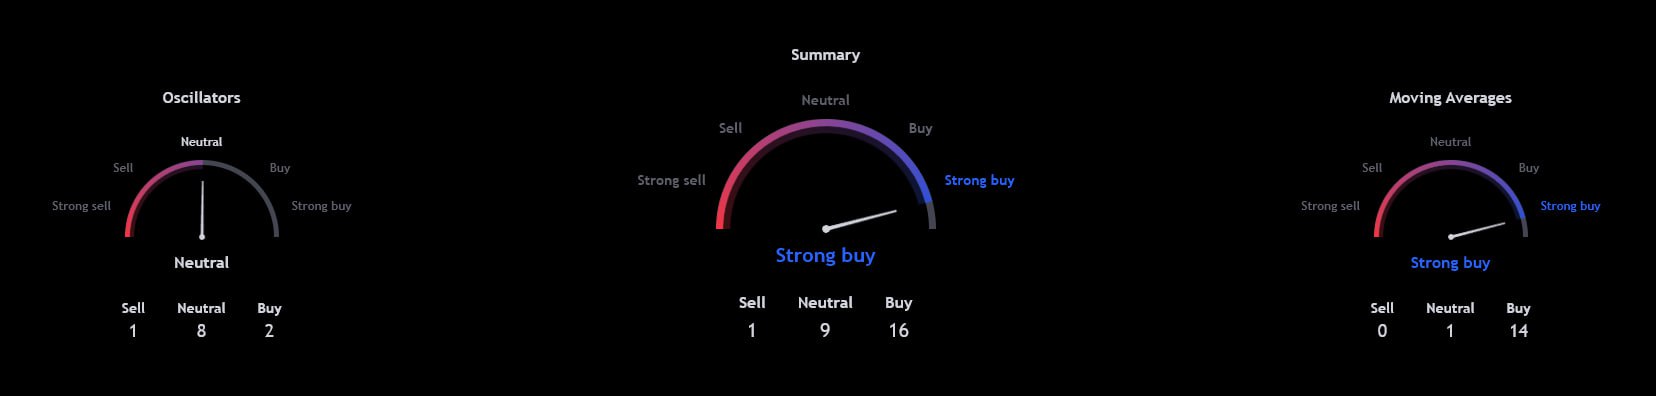 Oscillators
Neutral
Sell
Buy
Strong sell
Strong buy
Neutral
Sell Neutral Buy
1 8 2
Summary
Neutral
Sell
Buy
Strong sell
Strong buy
Strong buy
Sell Neutral Buy
1 9 16
Moving Averages
Neutral
Sell
Buy
Strong sell
Strong buy
Strong buy
Sell Neutral Buy
0 1 14